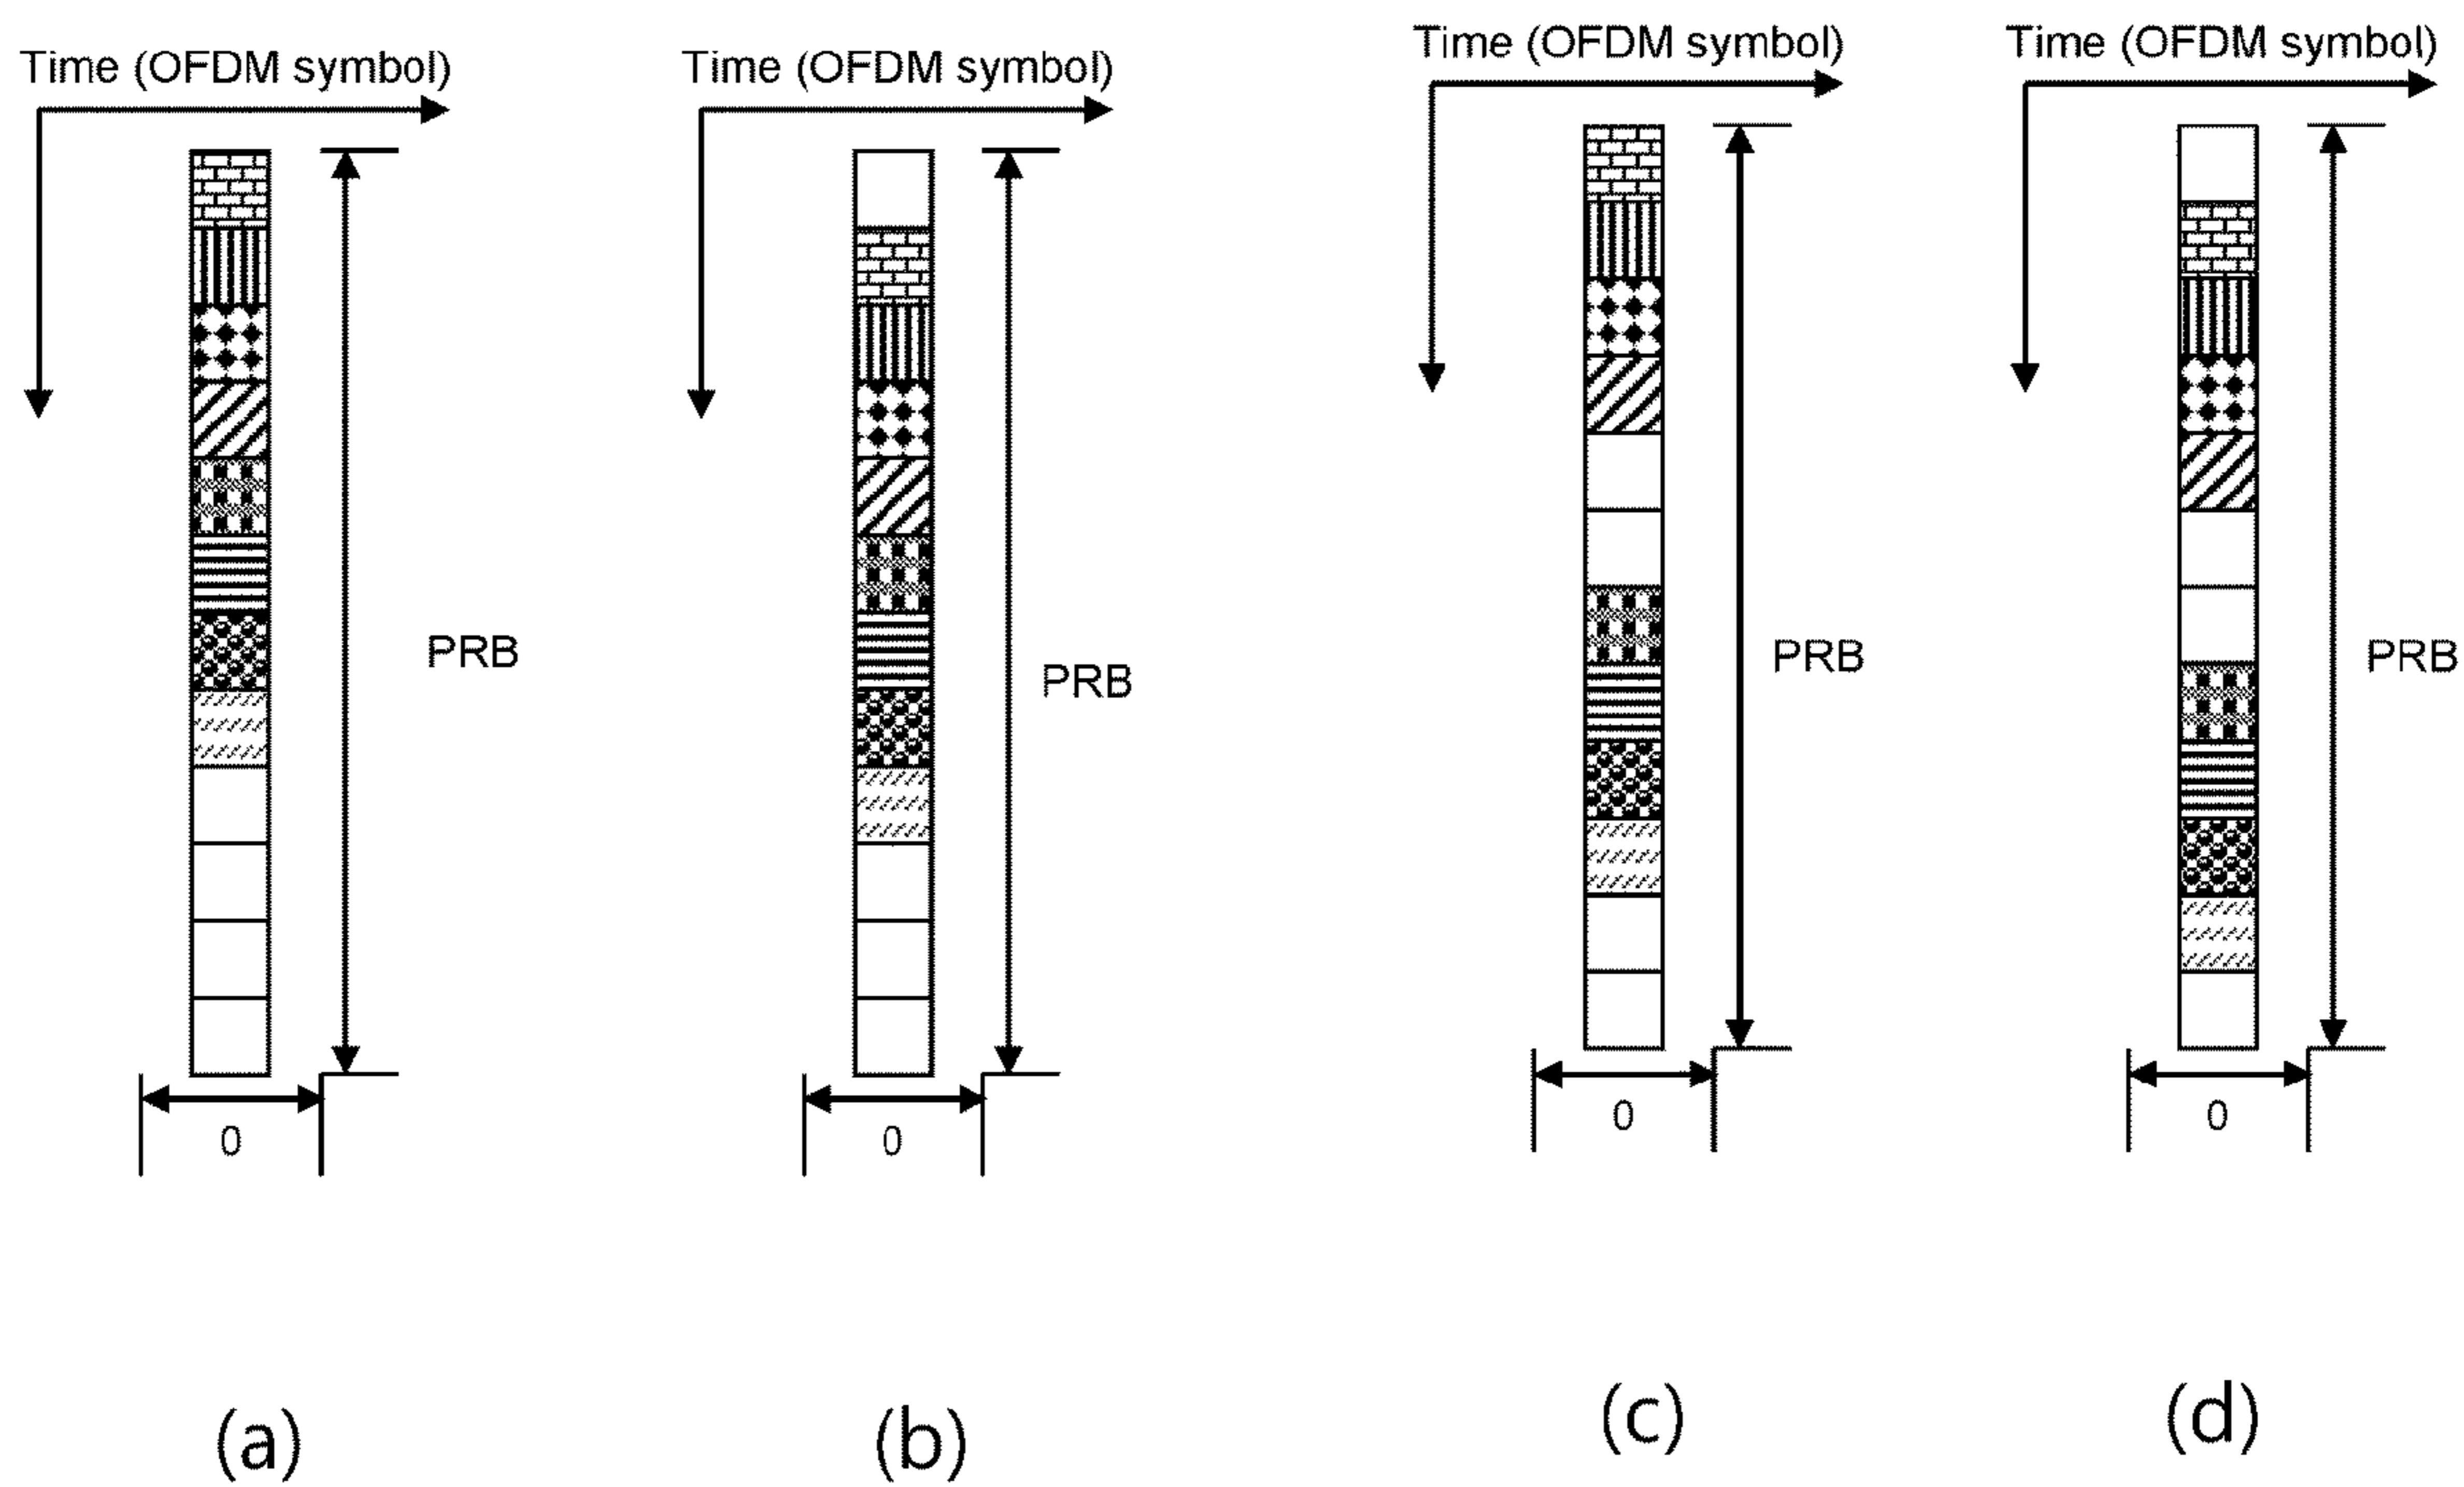 Time (OFDM symbol)
PRB
0
(a)
Time (OFDM symbol)
PRB
0
(b)
Time (OFDM symbol)
PRB
0
(c)
Time (OFDM symbol)
PRB
0
(d)